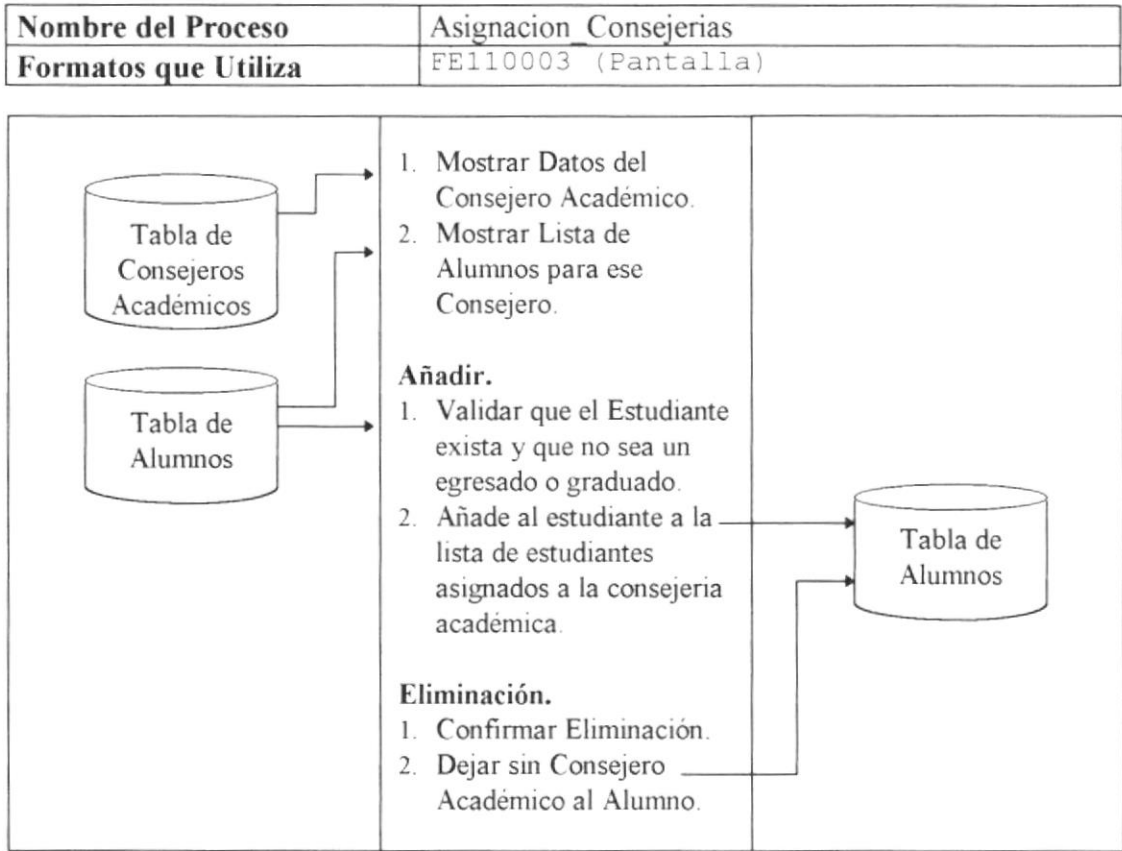 Nombre del Proceso Asignacion_Consejerias
Formatos que Utiliza FE110003 (Pantalla)
Tabla de
Consejeros
Académicos
Tabla de
Alumnos
1. Mostrar Datos del
Consejero Académico.
2. Mostrar Lista de
Alumnos para ese
Consejero.
Añadir.
1. Validar que el Estudiante
exista y que no sea un
egresado o graduado.
2. Añade al estudiante a la
lista de estudiantes
asignados a la consejeria
académica.
Eliminación.
1. Confirmar Eliminación.
2. Dejar sin Consejero
Académico al Alumno.
Tabla de
Alumnos